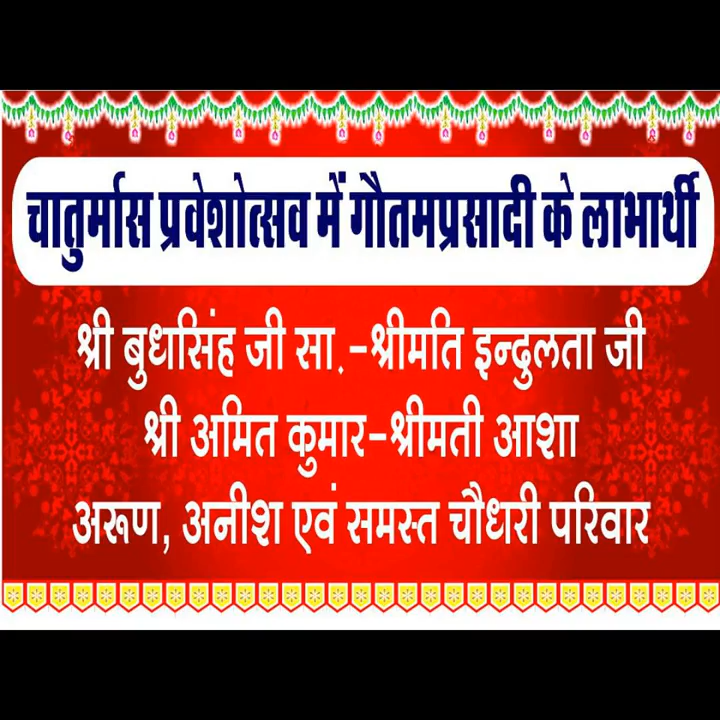 चातुर्मास प्रवेशोत्सव में गौतमप्रसादी के लाभार्थी
श्री बुधसिंह जी सा.-श्रीमति इन्दुलता जी
श्री अमित कुमार-श्रीमती आशा
अरूण, अनीश एवं समस्त चौधरी परिवार